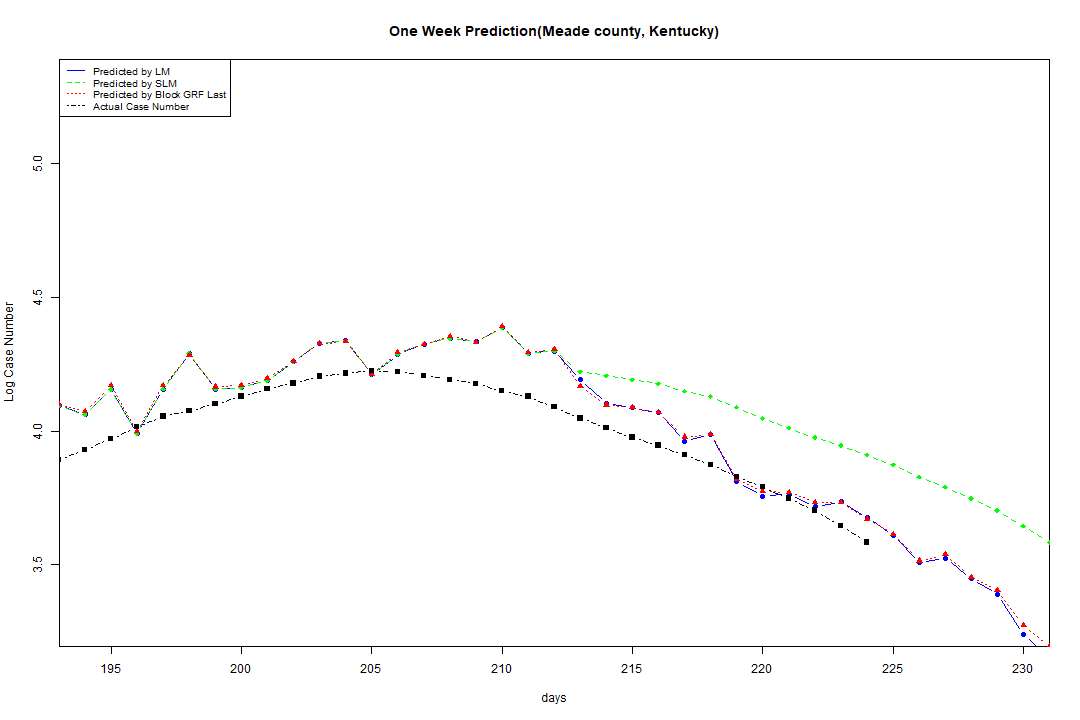 One Week Prediction(Meade county, Kentucky)
Predicted by LM
Predicted by SLM
Predicted by Block GRF Last
Actual Case Number
5.0
4.5
4.0
3.5
Log Case Number
195 200 205 210 215 220 225 230
days